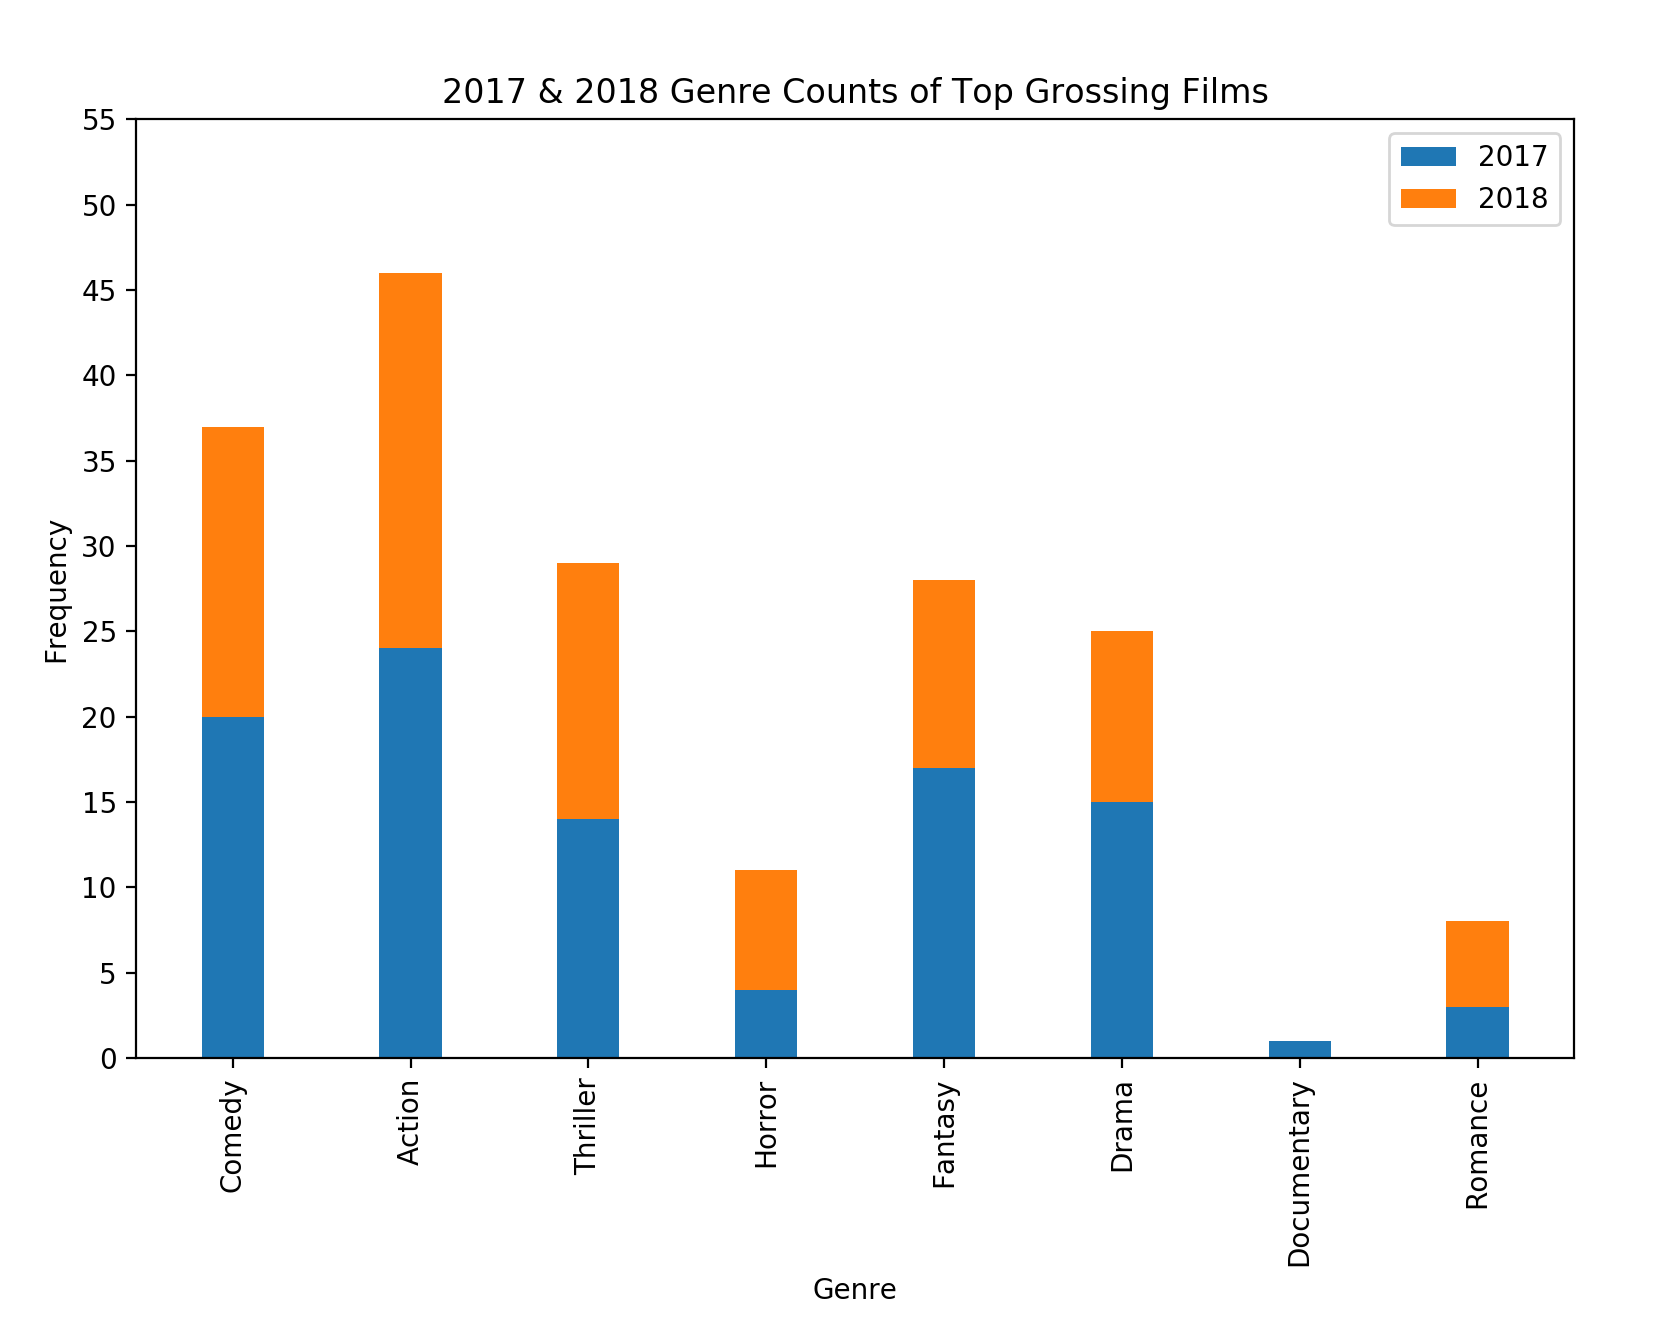 2017 & 2018 Genre Counts of Top Grossing Films
55
50
45
40
35
30
25
20
15
10
5
0
Frequency
2017
2018
Comedy
Action
Thriller
Horror
Fantasy
Drama
Documentary
Romance
Genre